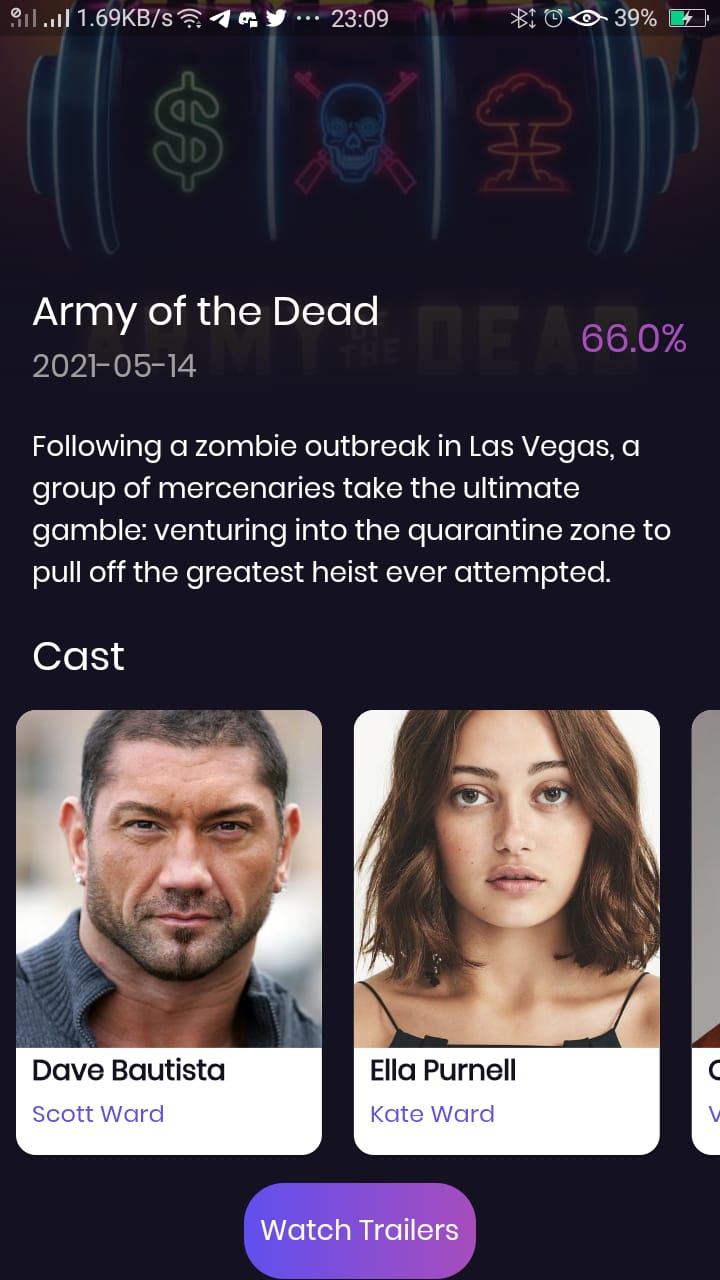 1.69KB/s 23:09 39%
ARMY OF THE DEAD
Army of the Dead
66.0%
2021-05-14
Following a zombie outbreak in Las Vegas, a
group of mercenaries take the ultimate
gamble: venturing into the quarantine zone to
pull off the greatest heist ever attempted.
Cast
Dave Bautista
Scott Ward
Ella Purnell
Kate Ward
Watch Trailers